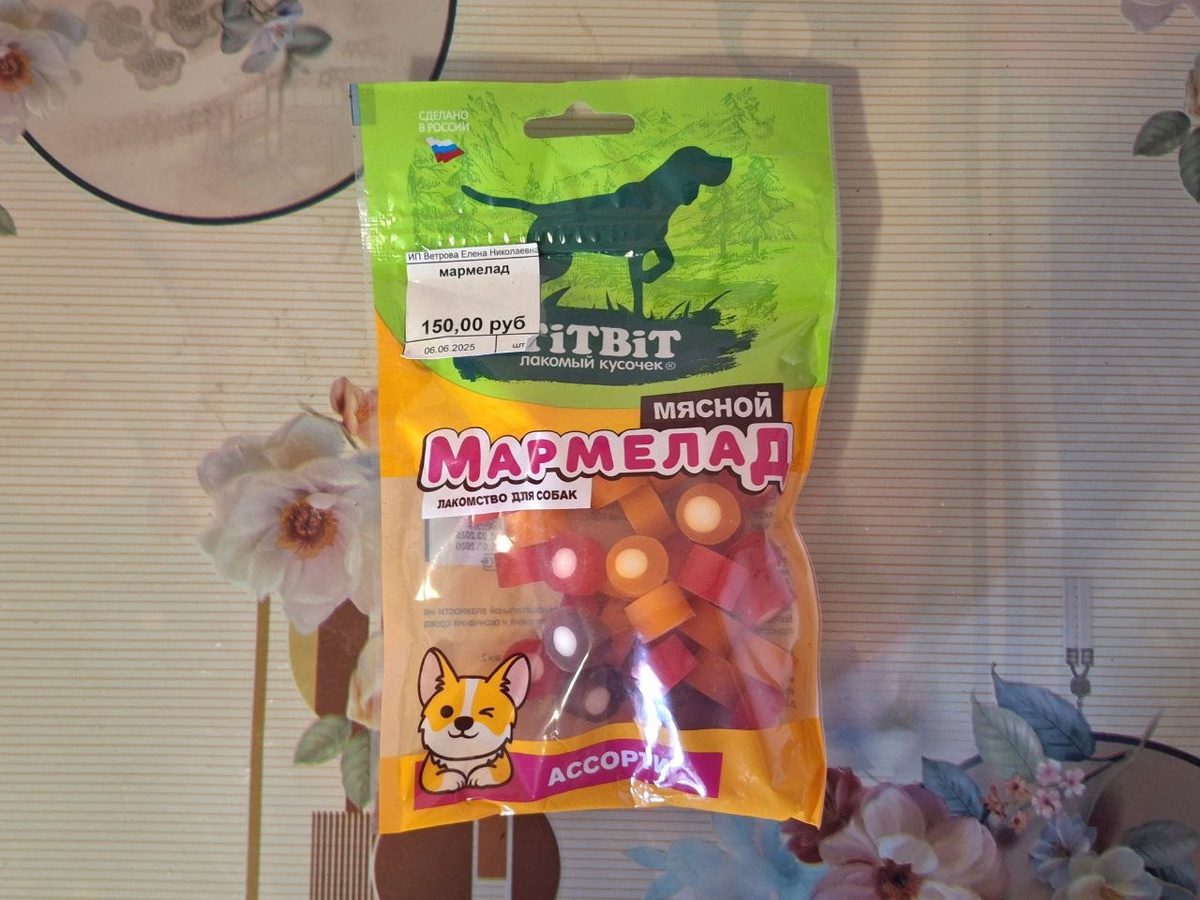 СДЕЛАНО
В РОССИИ
ИП Ветрова Елена Николаевна
мармелад
150,00 руб
06.06.2025 шт
TiTBiT
лакомый кусочек®
МЯСНОЙ
МАРМЕЛАД
ЛАКОМСТВО ДЛЯ СОБАК
АССОРТИ